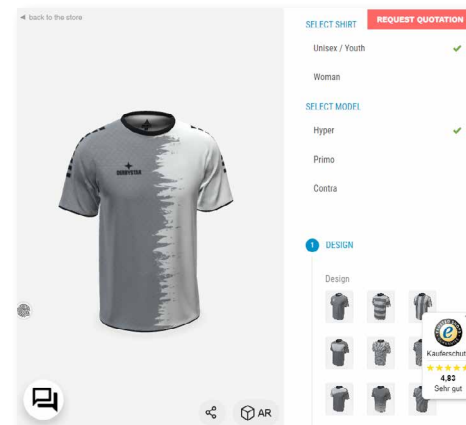 ◄ back to the store
DERBYSTAR
AR
SELECT SHIRT
REQUEST QUOTATION
Unisex / Youth
Woman
SELECT MODEL
Hyper
Primo
Contra
1 DESIGN
Design
e
Käuferschutz
4,83
Sehr gut